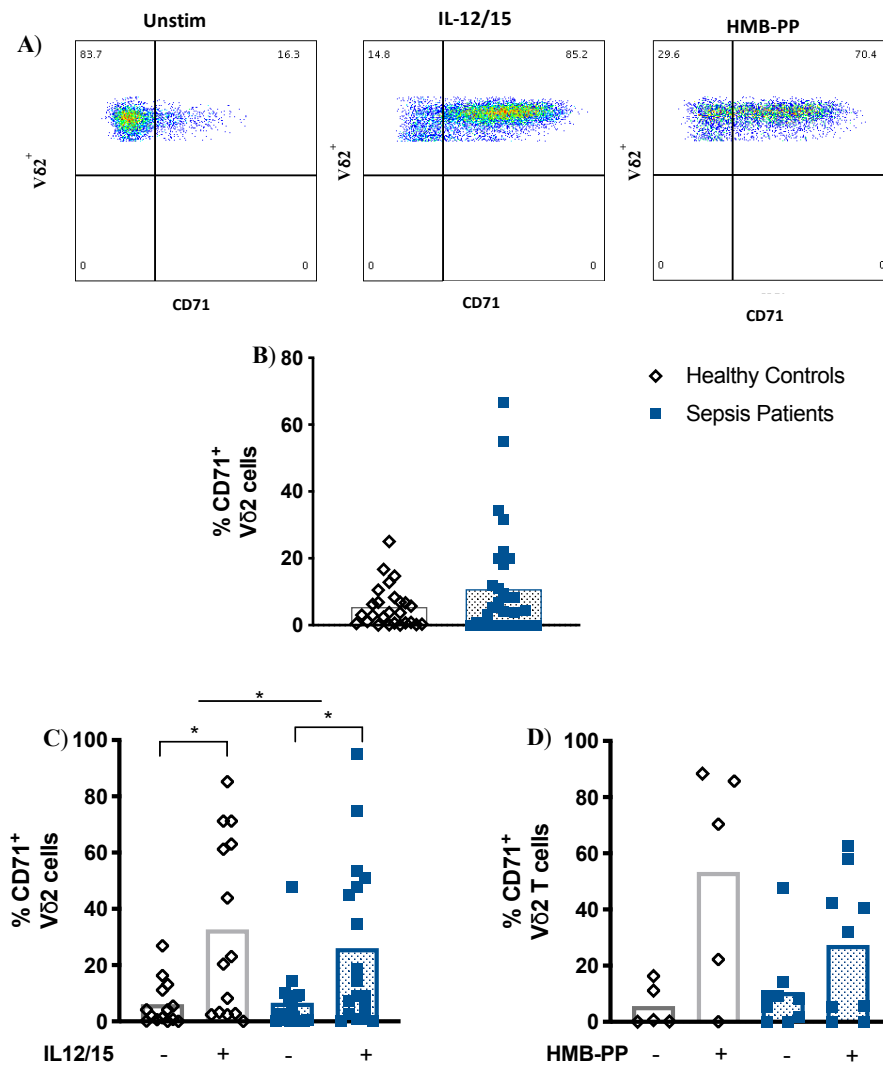 A)
Unstim
IL-12/15
HMB-PP
83.7 16.3
14.8 85.2
29.6 70.4
Vδ2+
Vδ2+
Vδ2+
0 0
0 0
0 0
CD71
CD71
CD71
B)
80
60
40
20
0
% CD71+
Vδ2 cells
Healthy Controls
Sepsis Patients
C)
* 
*
*
100
80
60
40
20
0
% CD71+
Vδ2 cells
IL12/15 - + - +
D)
100
80
60
40
20
0
% CD71+
Vδ2 T cells
HMB-PP - + - +